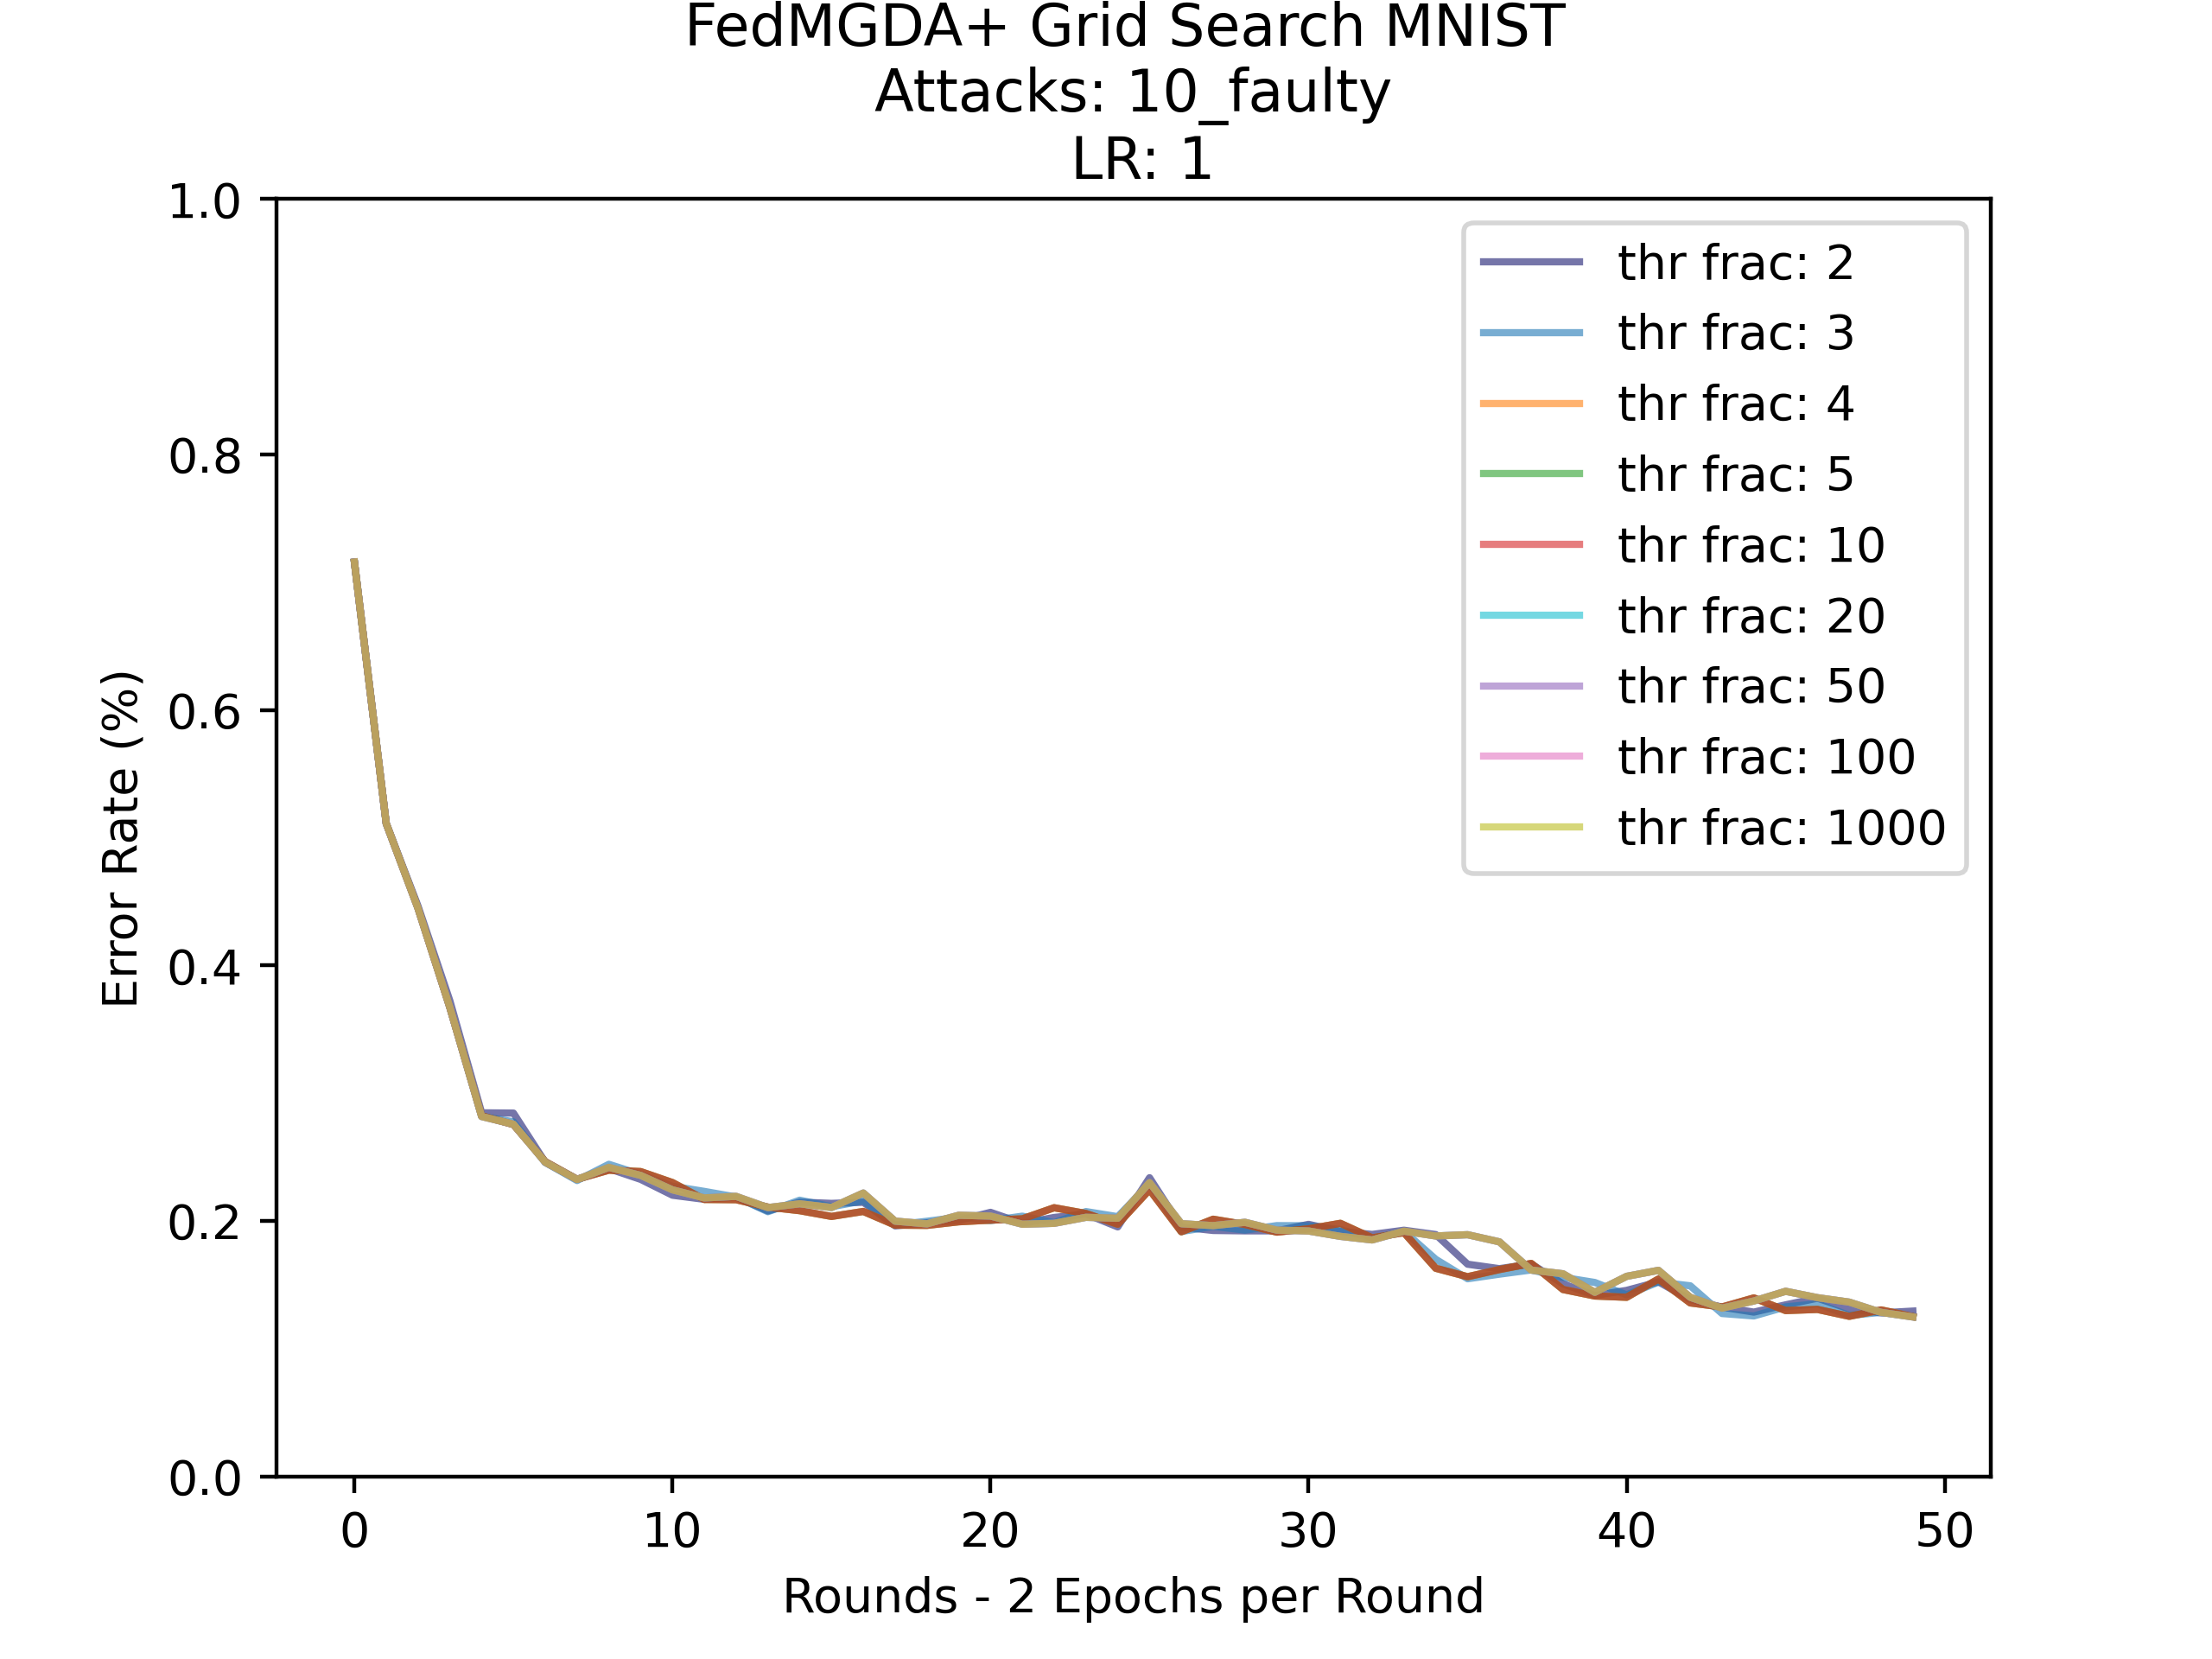 FedMGDA+ Grid Search MNIST
Attacks: 10_faulty
LR: 1
1.0
0.8
0.6
0.4
0.2
0.0
Error Rate (%)
thr frac: 2
thr frac: 3
thr frac: 4
thr frac: 5
thr frac: 10
thr frac: 20
thr frac: 50
thr frac: 100
thr frac: 1000
0 10 20 30 40 50
Rounds - 2 Epochs per Round